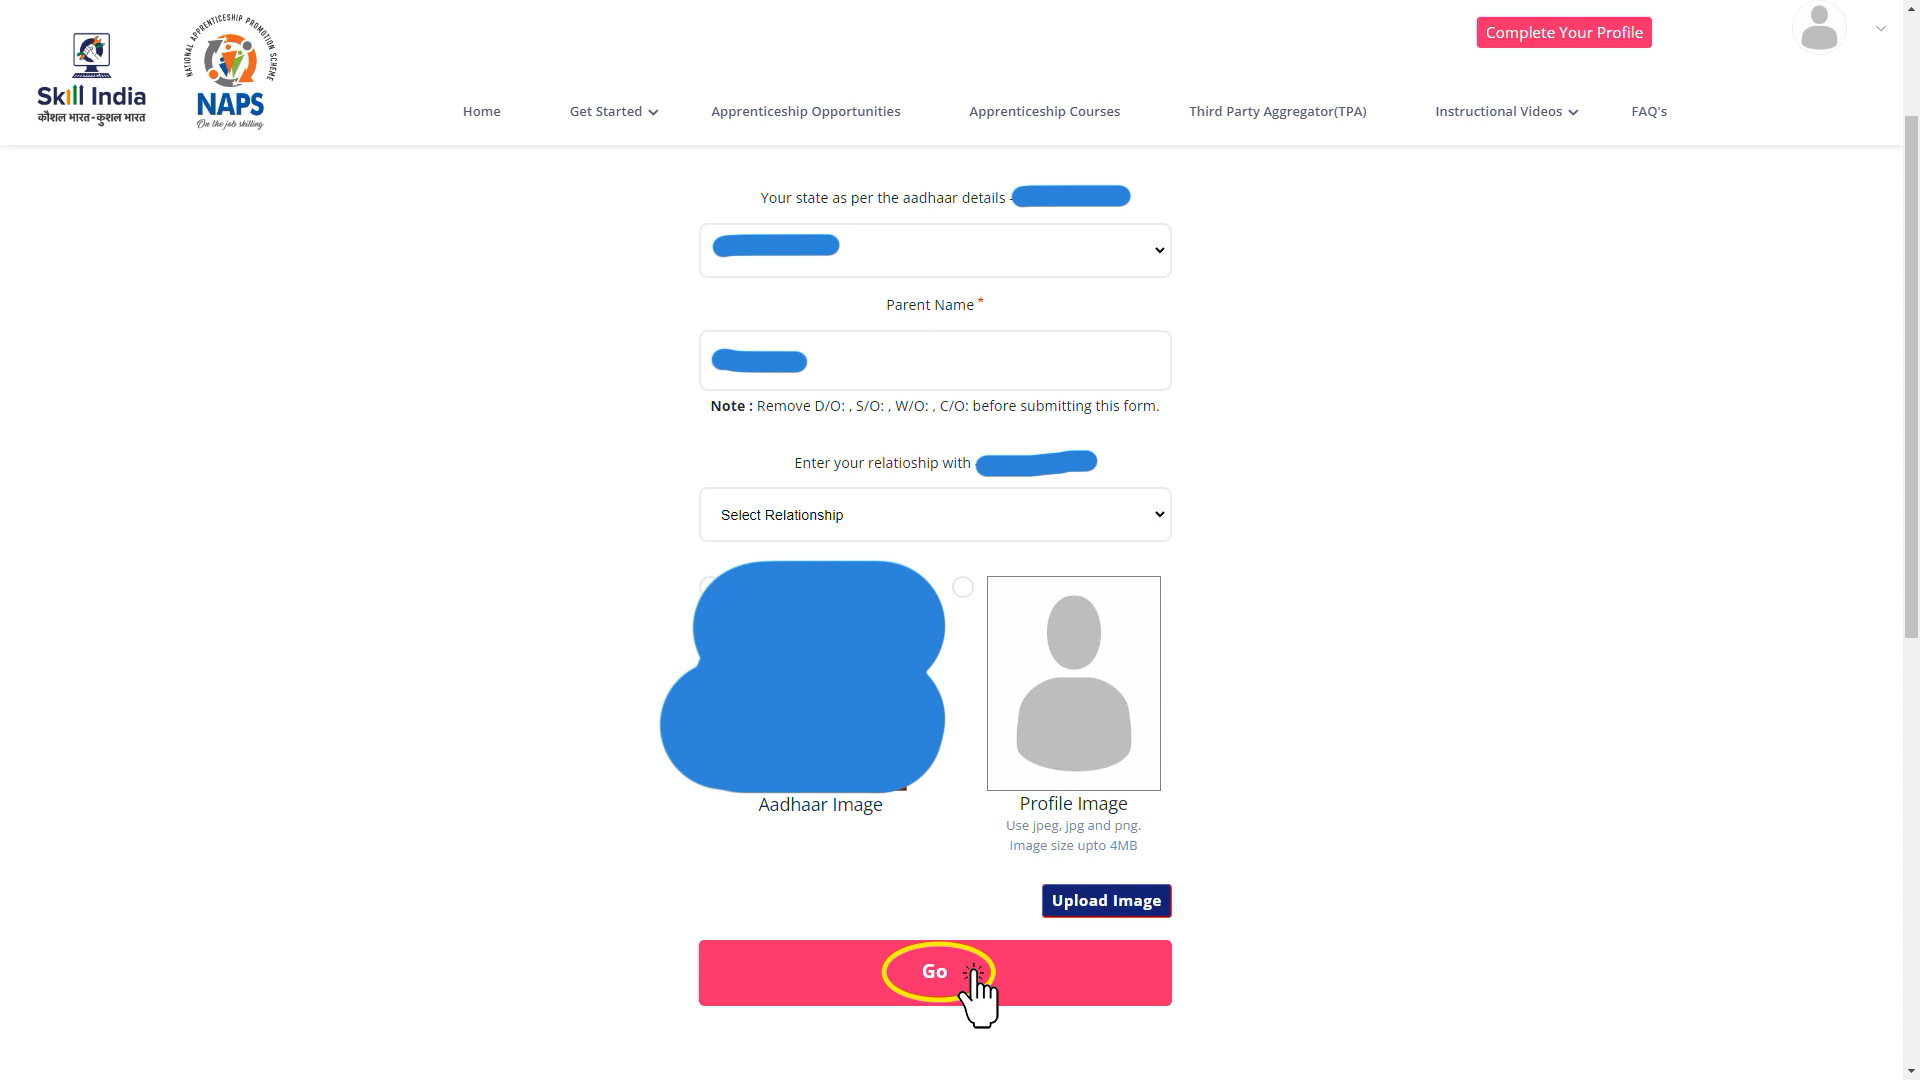 Complete Your Profile
Skill India
कौशल भारत-कुशल भारत
NATIONAL APPRENTICESHIP PROMOTION SCHEME
NAPS
On the job skilling
Home
Get Started
Apprenticeship Opportunities
Apprenticeship Courses
Third Party Aggregator(TPA)
Instructional Videos
FAQ's
Your state as per the aadhaar details -
Parent Name *
Note : Remove D/O: , S/O: , W/O: , C/O: before submitting this form.
Enter your relatioship with -
Select Relationship
Aadhaar Image
Profile Image
Use jpeg, jpg and png.
Image size upto 4MB
Upload Image
Go